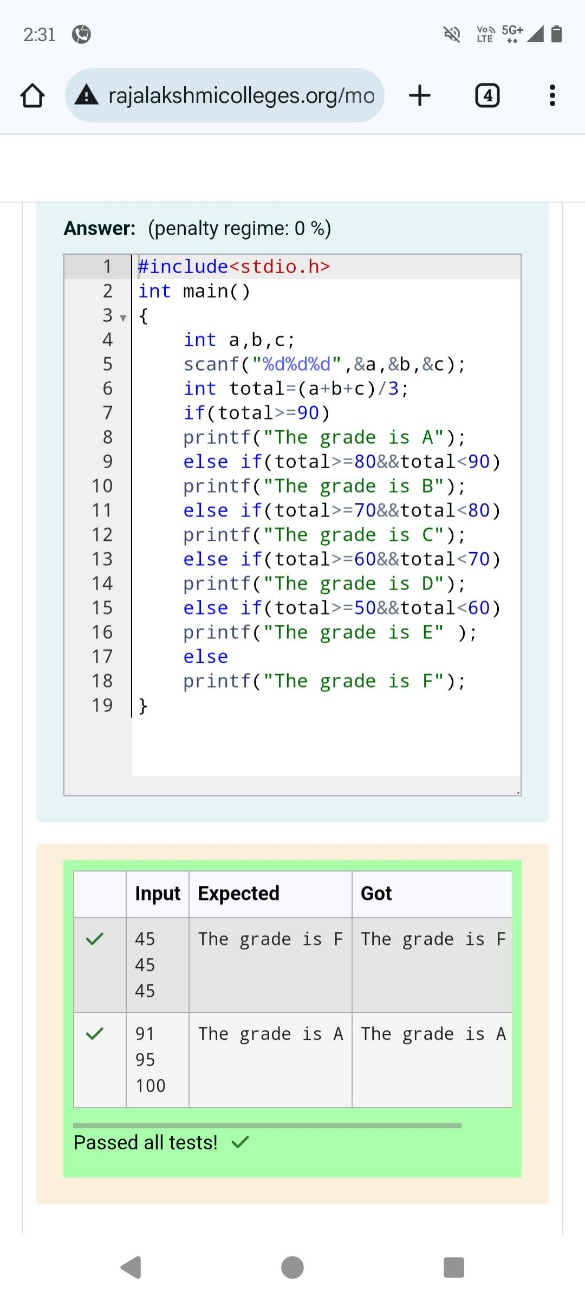 2:31 Vo)) LTE 5G+
rajalakshmicolleges.org/mo 4
Answer: (penalty regime: 0 %)
1 #include<stdio.h>
2 int main()
3 {
4 int a,b,c;
5 scanf("%d%d%d",&a,&b,&c);
6 int total=(a+b+c)/3;
7 if(total>=90)
8 printf("The grade is A");
9 else if(total>=80&&total<90)
10 printf("The grade is B");
11 else if(total>=70&&total<80)
12 printf("The grade is C");
13 else if(total>=60&&total<70)
14 printf("The grade is D");
15 else if(total>=50&&total<60)
16 printf("The grade is E" );
17 else
18 printf("The grade is F");
19 }
Input Expected Got
45 The grade is F The grade is F
45
45
91 The grade is A The grade is A
95
100
Passed all tests!